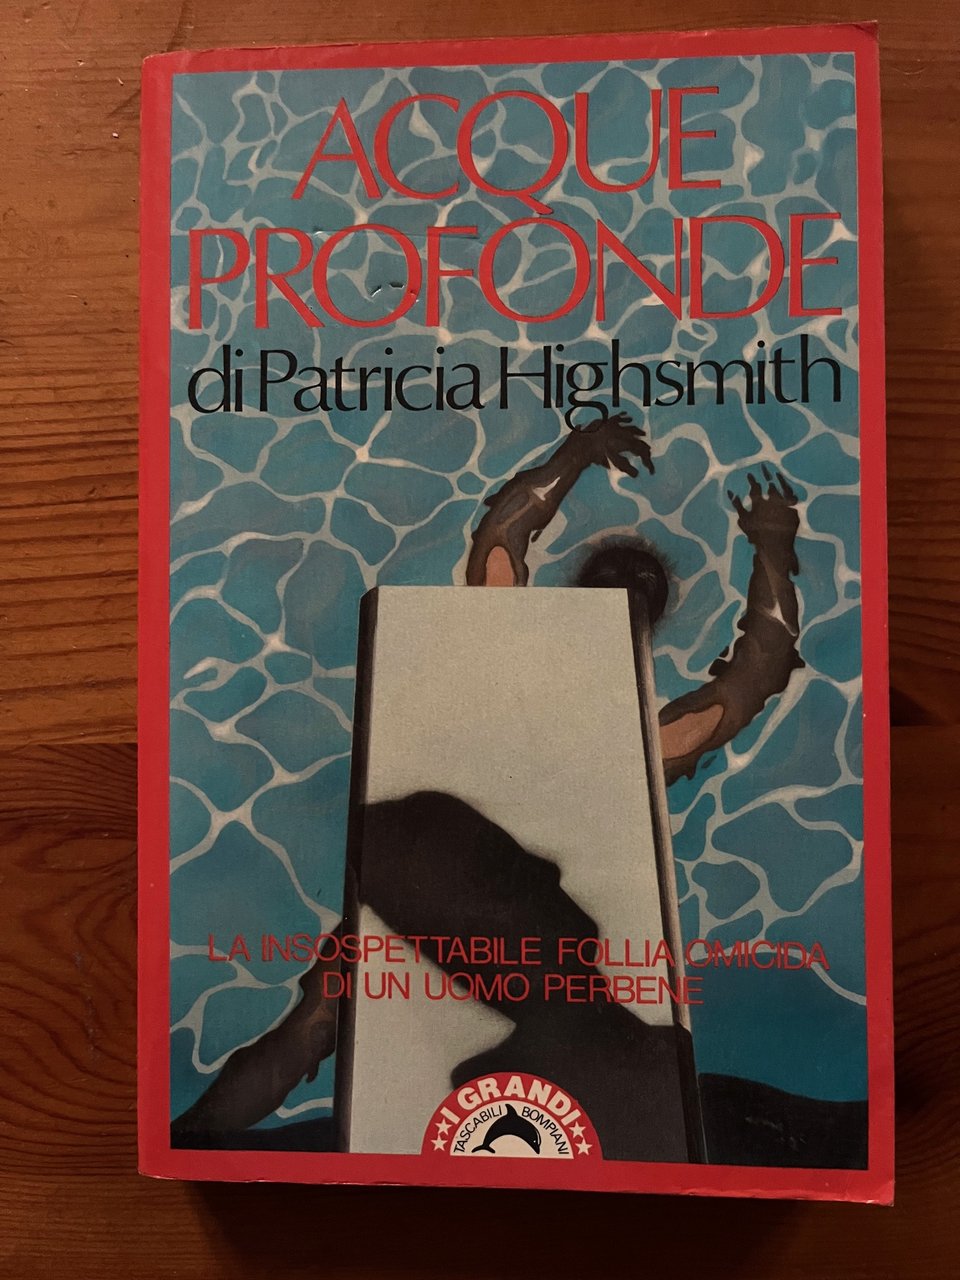 ACQUE
PROFONDE
di Patricia Highsmith
LA INSOSPETTABILE FOLLIA OMICIDA
DI UN UOMO PERBENE
I GRANDI
TASCABILI BOMPIANI